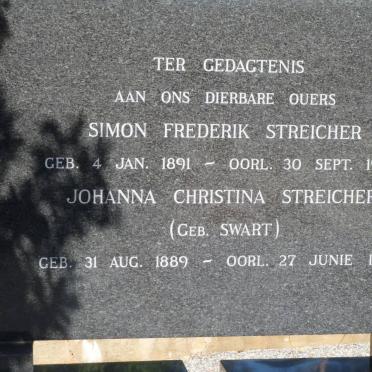 TER GEDAGTENIS
AAN ONS DIERBARE OUERS
SIMON FREDERIK STREICHER
GEB. 4 JAN. 1891 ~ OORL. 30 SEPT.
JOHANNA CHRISTINA STREICHER
(GEB. SWART)
GEB. 31 AUG. 1889 ~ OORL. 27 JUNIE